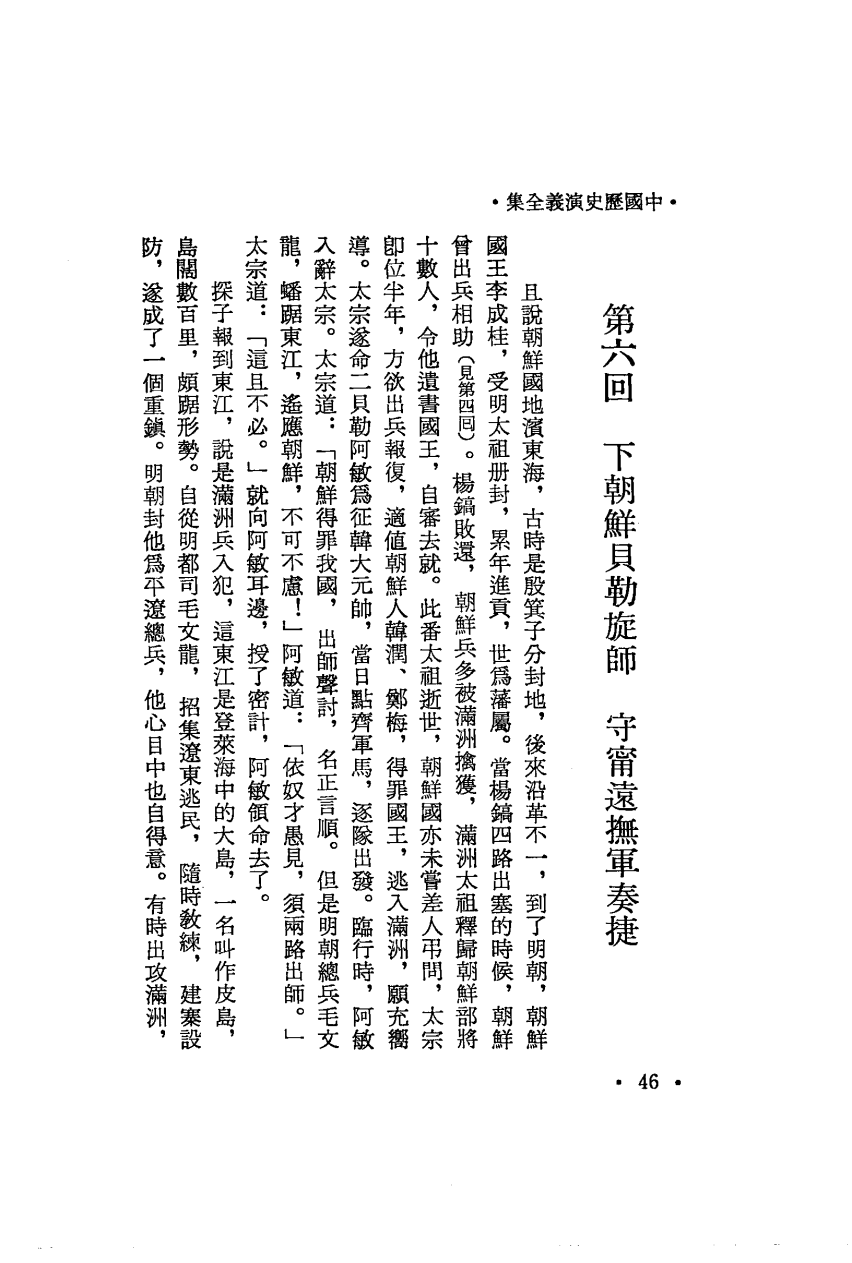 ·中國歷史演義全集·
第六回　下朝鮮貝勒旋師　守甯遠撫軍奏捷
且說朝鮮國地濱東海，古時是殷箕子分封地，後來沿革不一，到了明朝，朝鮮
國王李成桂，受明太祖册封，累年進貢，世爲藩屬。當楊鎬四路出塞的時候，朝鮮
曾出兵相助（見第四回）。楊鎬敗還，朝鮮兵多被滿洲擒獲，滿洲太祖釋歸朝鮮部將
十數人，令他遺書國王，自審去就。此番太祖逝世，朝鮮國亦未嘗差人弔問，太宗
卽位半年，方欲出兵報復，適値朝鮮人韓潤、鄭梅，得罪國王，逃入滿洲，願充嚮
導。太宗遂命二貝勒阿敏爲征韓大元帥，當日點齊軍馬，逐隊出發。臨行時，阿敏
入辭太宗。太宗道：「朝鮮得罪我國，出師聲討，名正言順。但是明朝總兵毛文
龍，蟠踞東江，遙應朝鮮，不可不慮！」阿敏道：「依奴才愚見，須兩路出師。」
太宗道：「這且不必。」就向阿敏耳邊，授了密計，阿敏領命去了。
探子報到東江，說是滿洲兵入犯，這東江是登萊海中的大島，一名叫作皮島，
島闊數百里，頗踞形勢。自從明都司毛文龍，招集遼東逃民，隨時教練，建寨設
防，遂成了一個重鎮。明朝封他爲平遼總兵，他心目中也自得意。有時出攻滿洲，
·46·